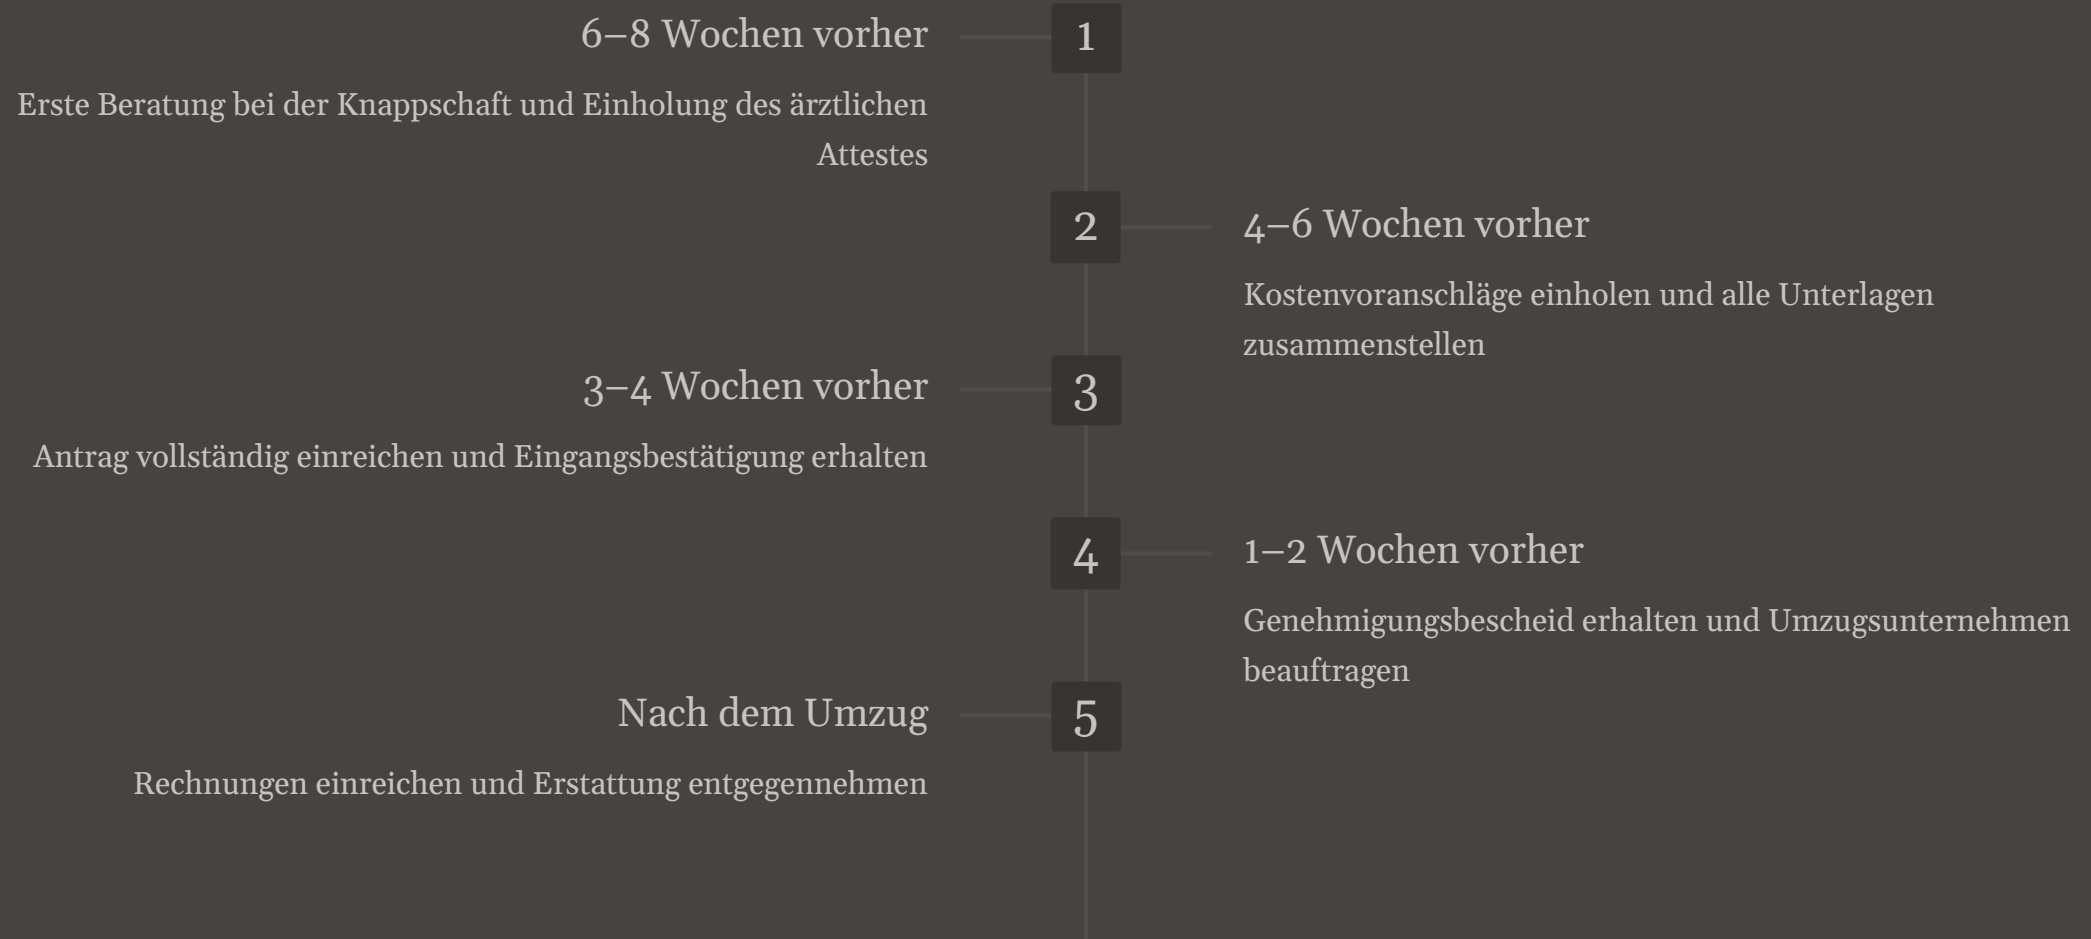 6–8 Wochen vorher
1
Erste Beratung bei der Knappschaft und Einholung des ärztlichen
Attestes
2
4–6 Wochen vorher
Kostenvoranschläge einholen und alle Unterlagen
zusammenstellen
3–4 Wochen vorher
3
Antrag vollständig einreichen und Eingangsbestätigung erhalten
4
1–2 Wochen vorher
Genehmigungsbescheid erhalten und Umzugsunternehmen
beauftragen
Nach dem Umzug
5
Rechnungen einreichen und Erstattung entgegennehmen